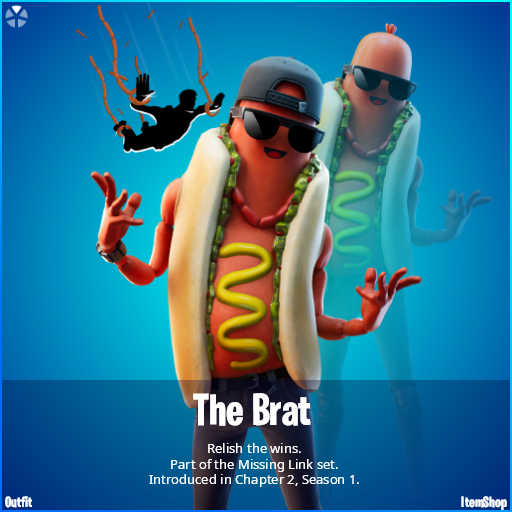 The Brat
Relish the wins.
Part of the Missing Link set.
Introduced in Chapter 2, Season 1.
Outfit
ItemShop